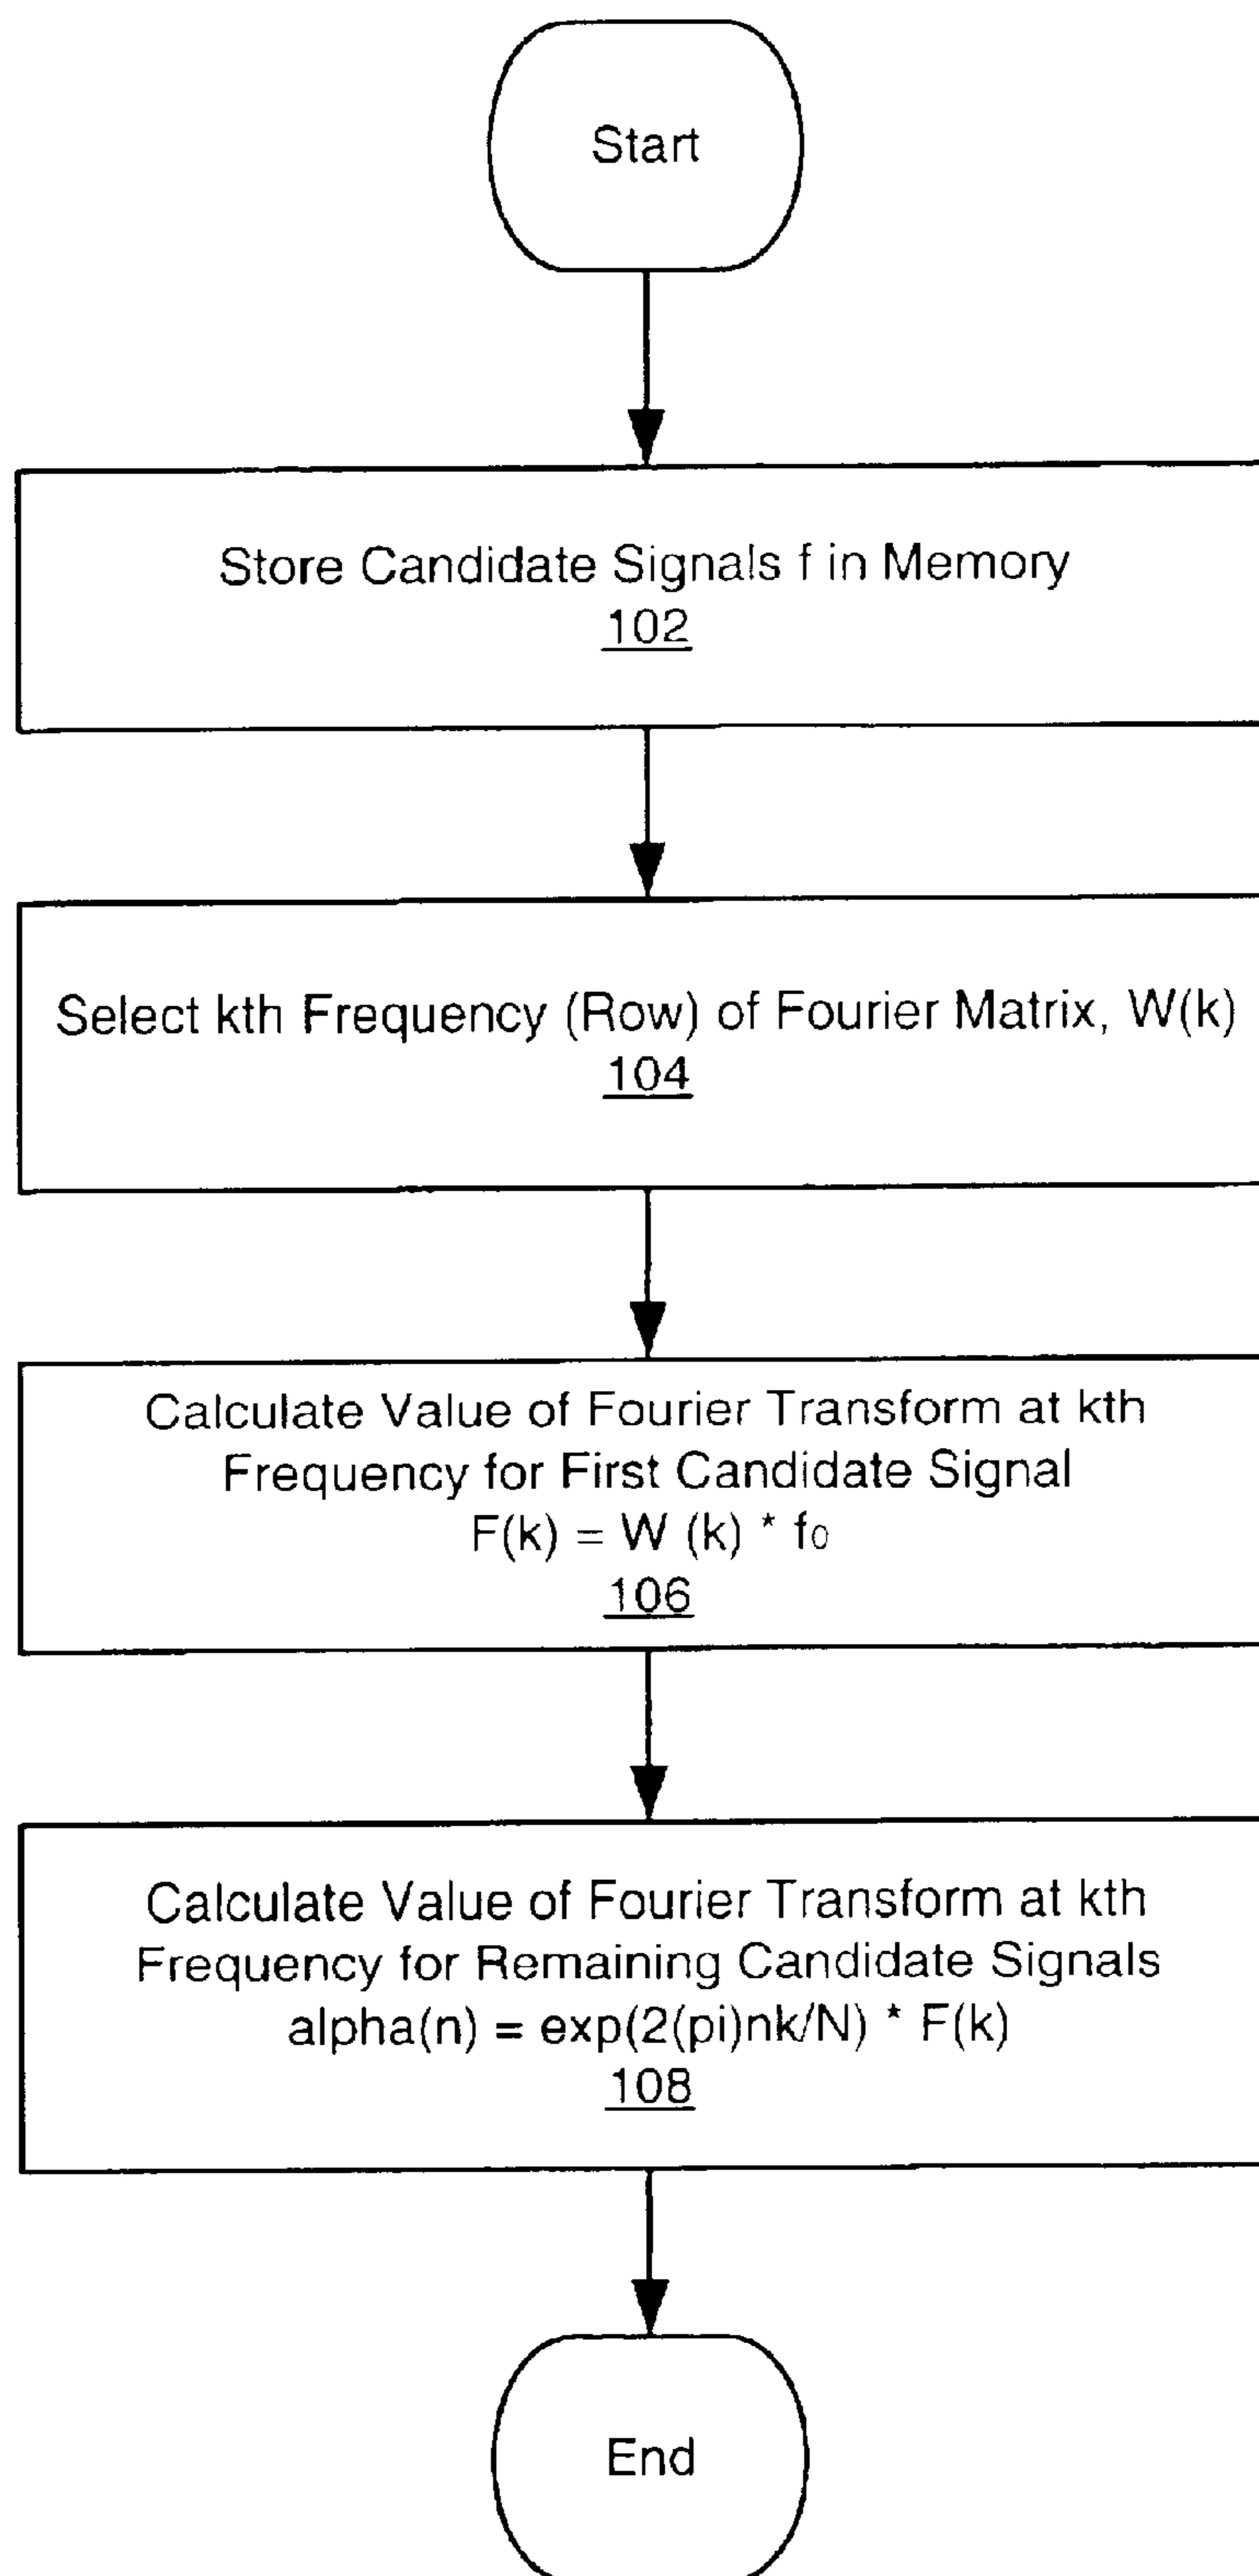 Start
Store Candidate Signals f in Memory
102
Select kth Frequency (Row) of Fourier Matrix, W(k)
104
Calculate Value of Fourier Transform at kth
Frequency for First Candidate Signal
F(k) = W (k) * f₀
106
Calculate Value of Fourier Transform at kth
Frequency for Remaining Candidate Signals
alpha(n) = exp(2(pi)nk/N) * F(k)
108
End